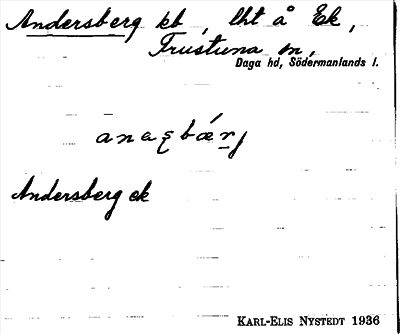 Andersberg kb, lht å Ek,
Frustuna sn,
Daga hd, Södermanlands l.
Andersberg ek
KARL-ELIS NYSTEDT 1936